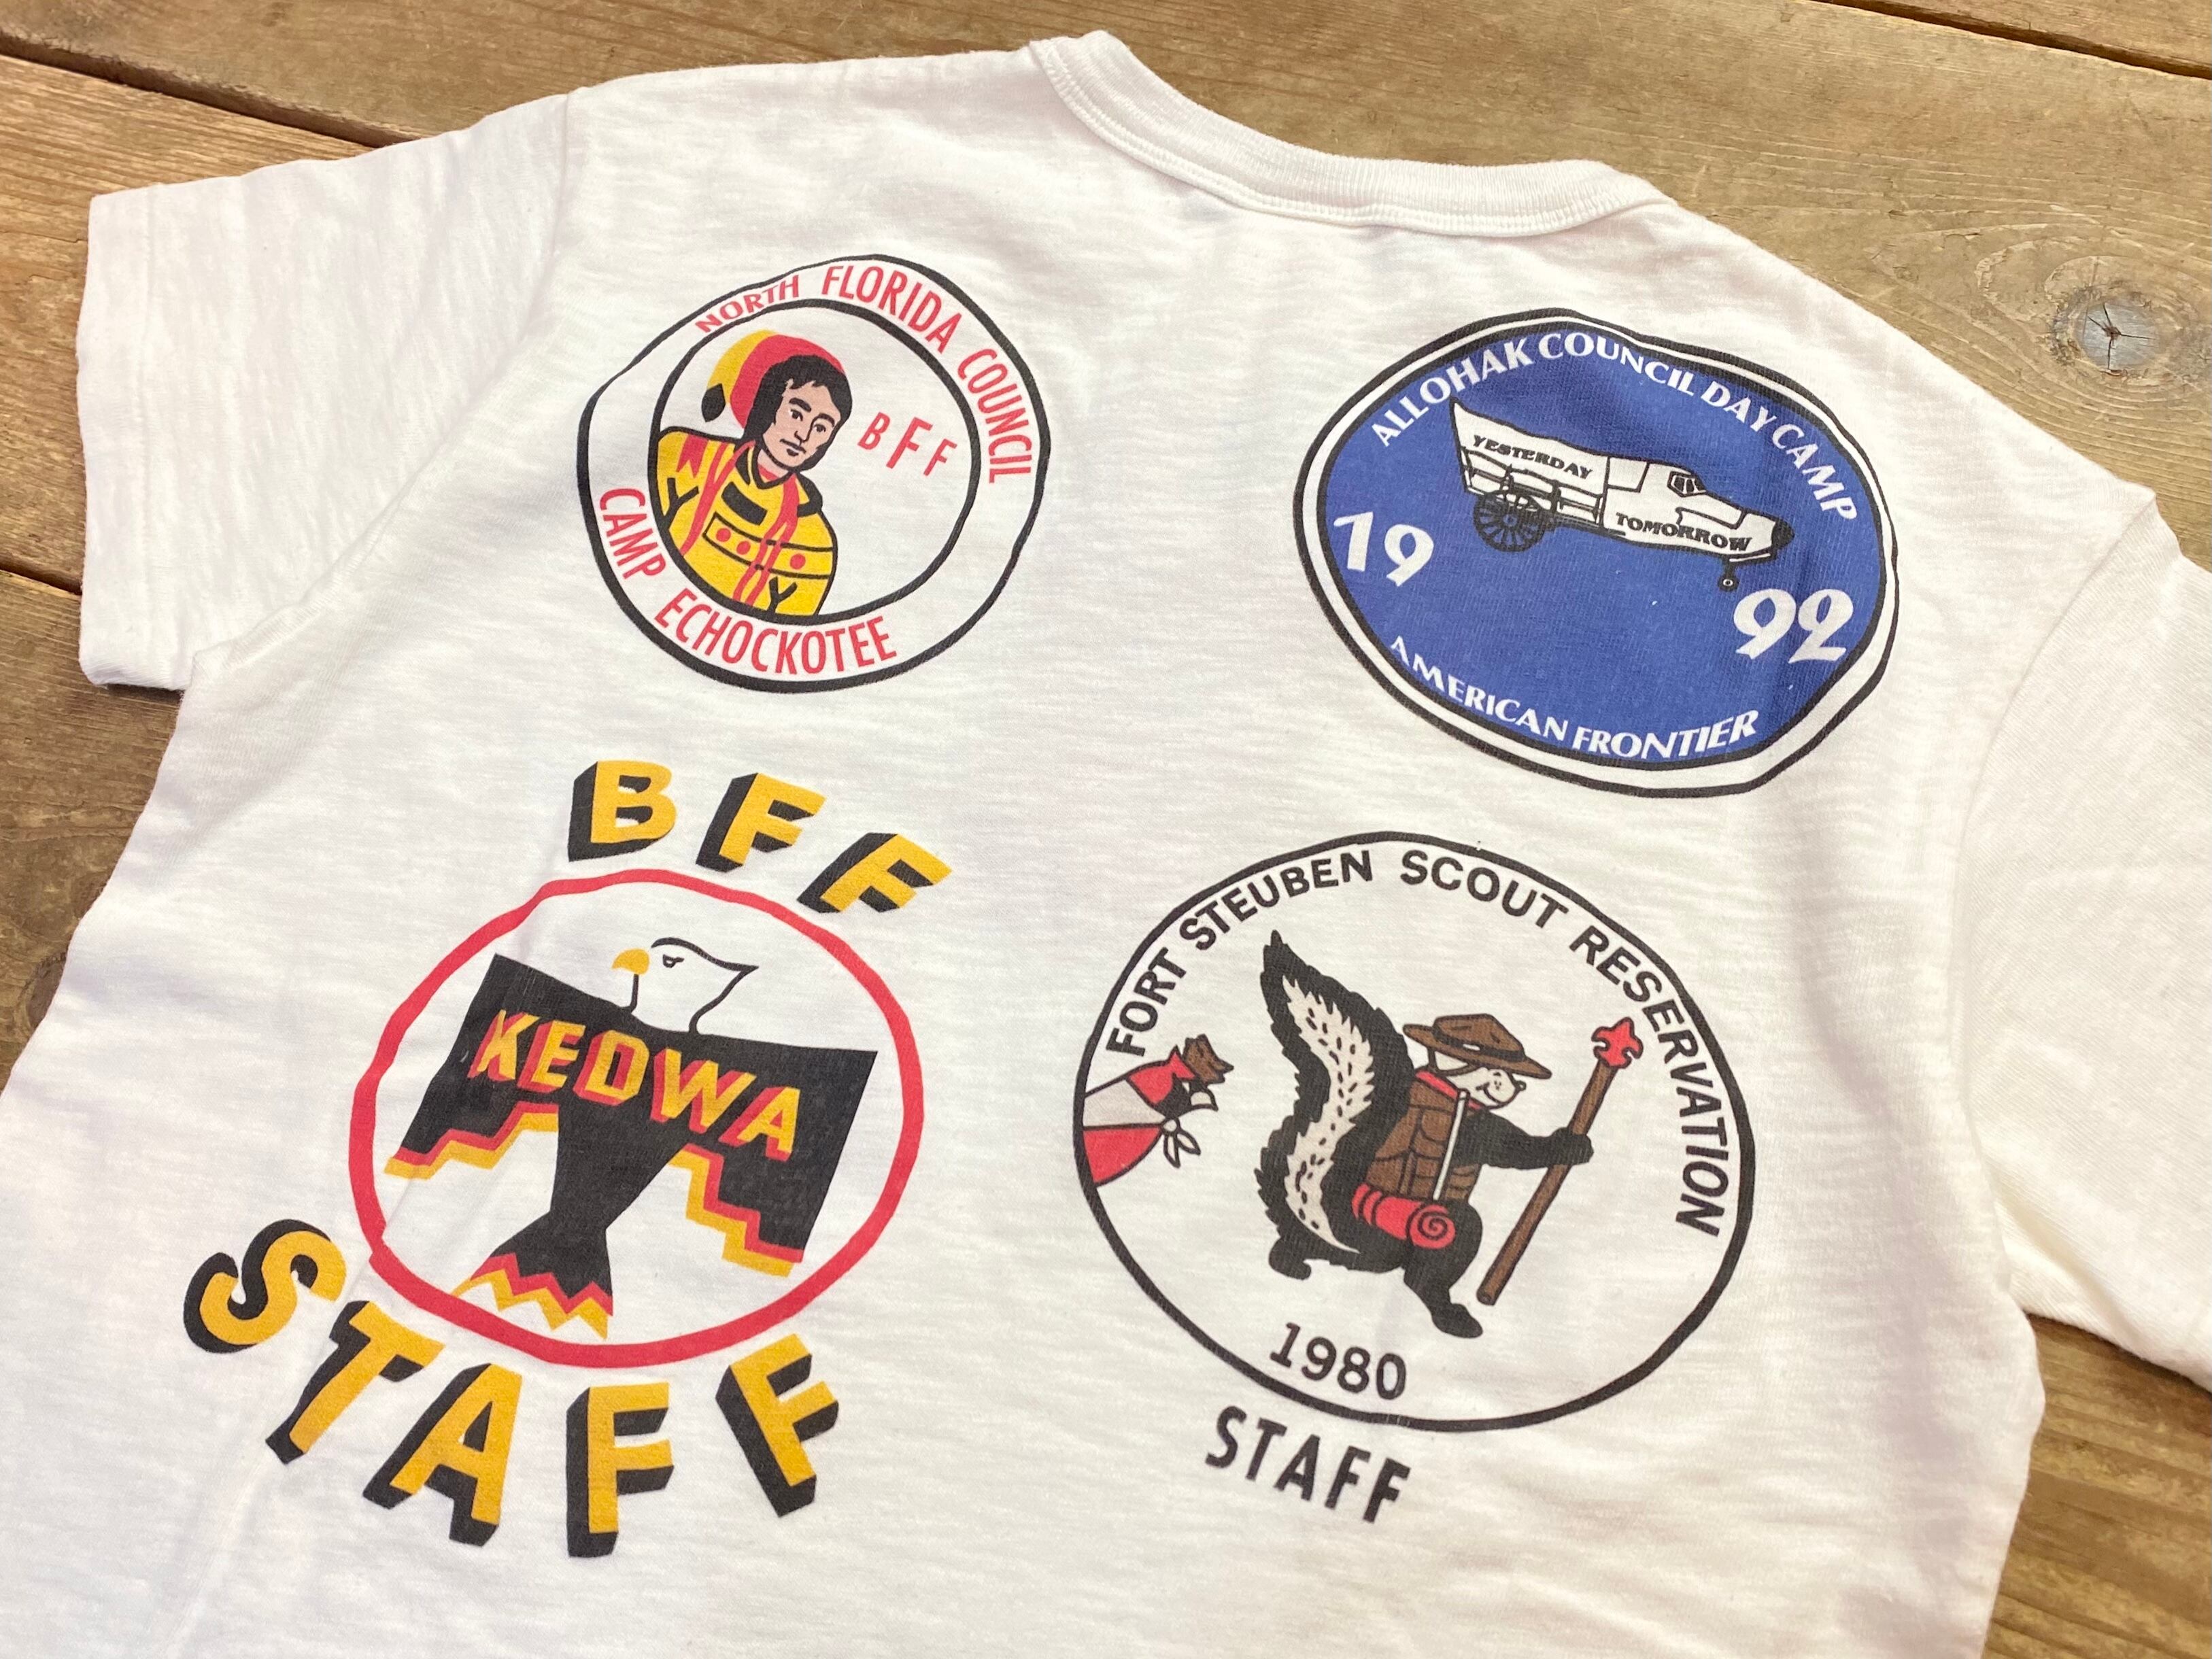 NORTH FLORIDA COUNCIL
BFF
CAMP ECHOCKOTEE
ALLOHAK COUNCIL DAY CAMP
YESTERDAY
TOMORROW
19 92
AMERICAN FRONTIER
BFF
KEDWA
STAFF
FORT STEUBEN SCOUT RESERVATION
1980
STAFF